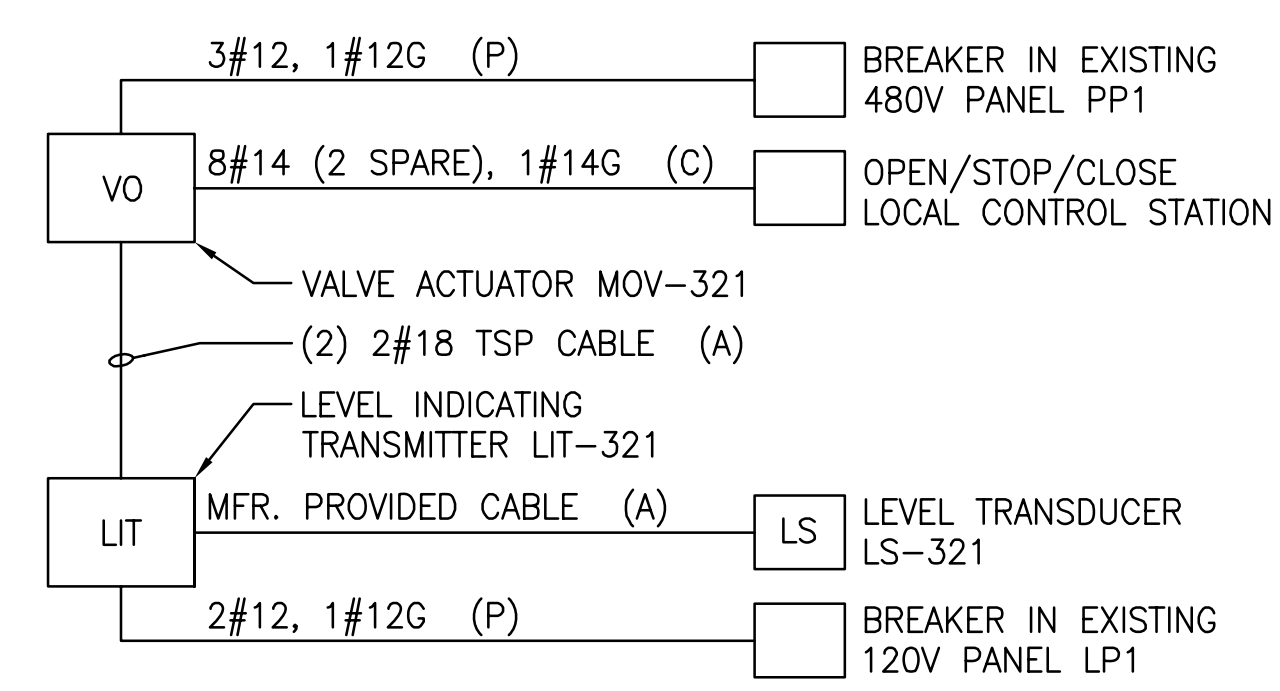 3#12, 1#12G (P)
BREAKER IN EXISTING
480V PANEL PP1
VO
8#14 (2 SPARE), 1#14G (C)
OPEN/STOP/CLOSE
LOCAL CONTROL STATION
VALVE ACTUATOR MOV-321
(2) 2#18 TSP CABLE (A)
LEVEL INDICATING
TRANSMITTER LIT-321
LIT
MFR. PROVIDED CABLE (A)
LS
LEVEL TRANSDUCER
LS-321
2#12, 1#12G (P)
BREAKER IN EXISTING
120V PANEL LP1